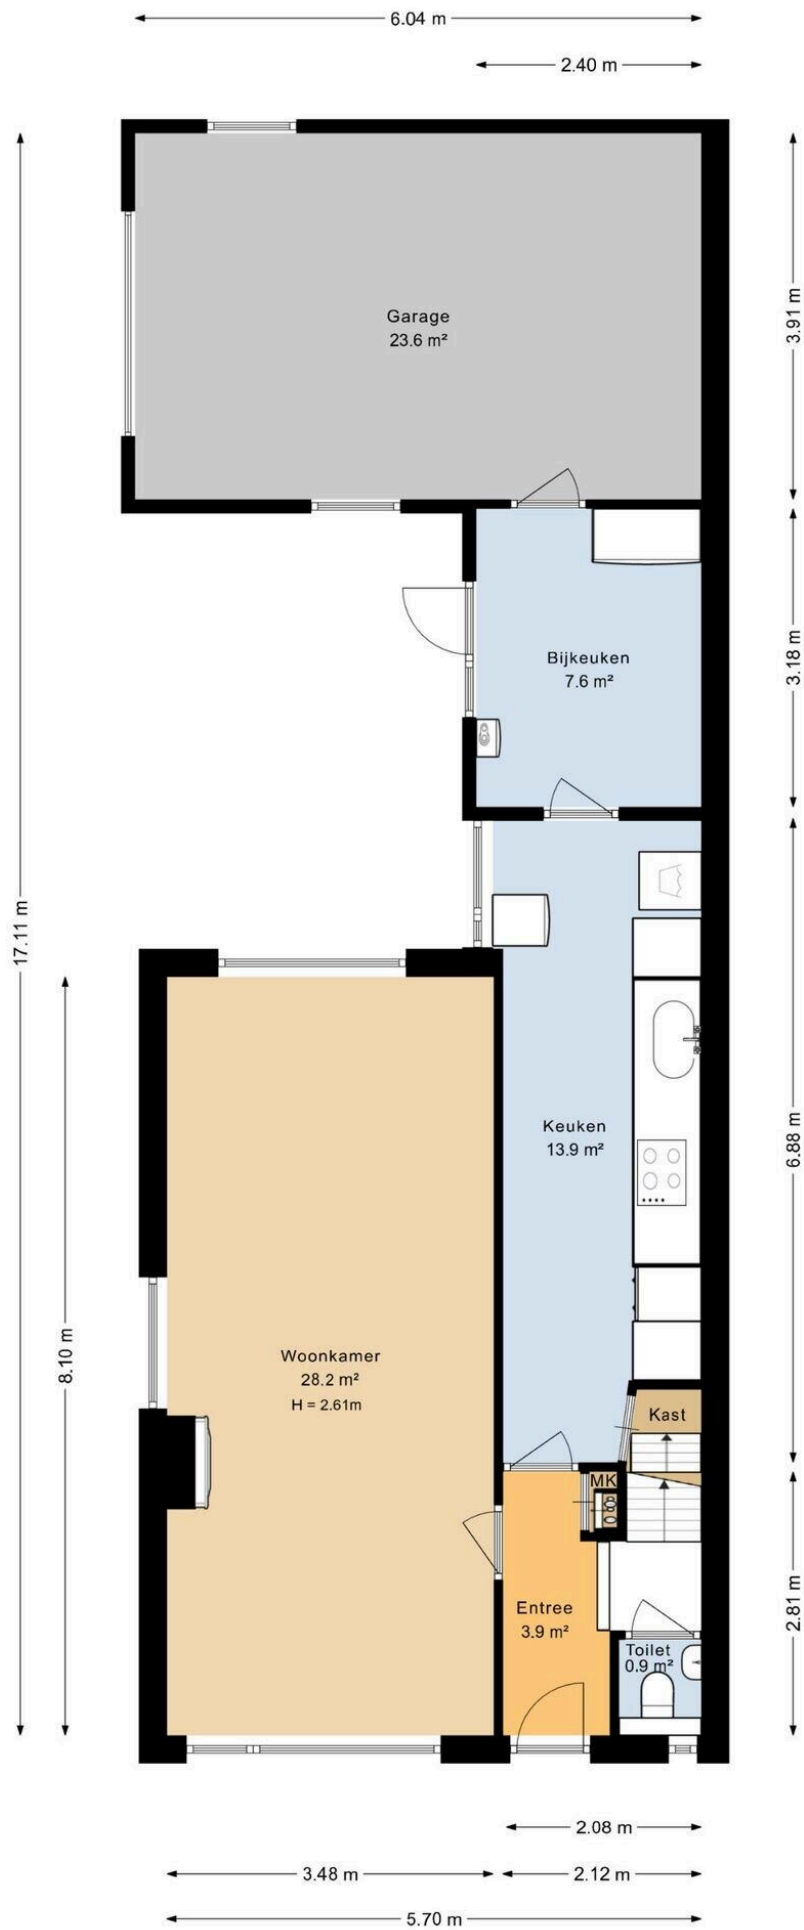 6.04 m
2.40 m
Garage
23.6 m²
3.91 m
Bijkeuken
7.6 m²
3.18 m
17.11 m
Keuken
13.9 m²
6.88 m
8.10 m
Woonkamer
28.2 m²
H = 2.61m
Kast
MK
Entree
3.9 m²
2.81 m
Toilet
0.9 m²
2.08 m
3.48 m
2.12 m
5.70 m